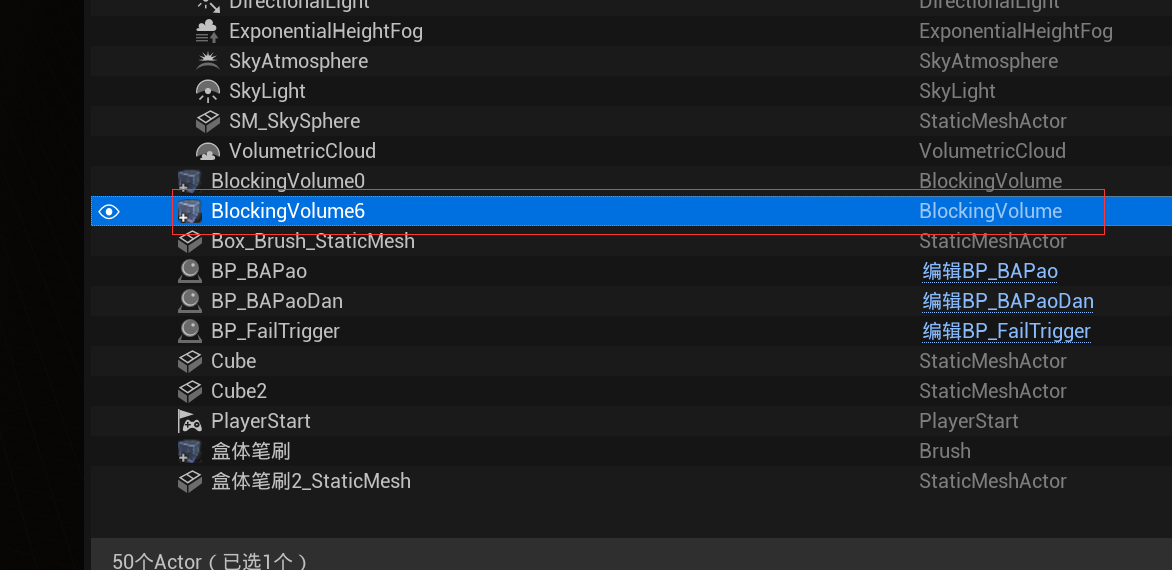 DirectionalLight DirectionalLight
ExponentialHeightFog ExponentialHeightFog
SkyAtmosphere SkyAtmosphere
SkyLight SkyLight
SM_SkySphere StaticMeshActor
VolumetricCloud VolumetricCloud
BlockingVolume0 BlockingVolume
BlockingVolume6 BlockingVolume
Box_Brush_StaticMesh StaticMeshActor
BP_BAPao 编辑BP_BAPao
BP_BAPaoDan 编辑BP_BAPaoDan
BP_FailTrigger 编辑BP_FailTrigger
Cube StaticMeshActor
Cube2 StaticMeshActor
PlayerStart PlayerStart
盒体笔刷 Brush
盒体笔刷2_StaticMesh StaticMeshActor
50个Actor（已选1个）